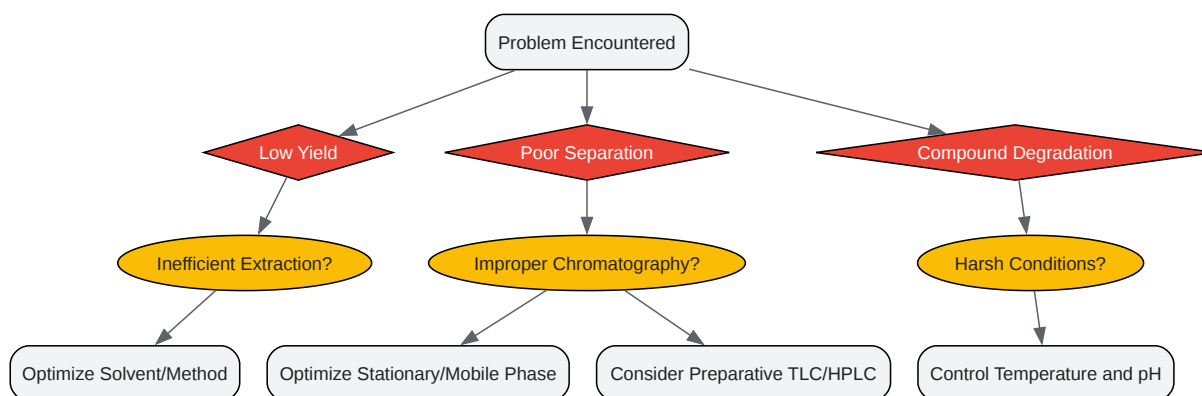 Problem Encountered
Low Yield
Poor Separation
Compound Degradation
Inefficient Extraction?
Improper Chromatography?
Harsh Conditions?
Optimize Solvent/Method
Optimize Stationary/Mobile Phase
Consider Preparative TLC/HPLC
Control Temperature and pH